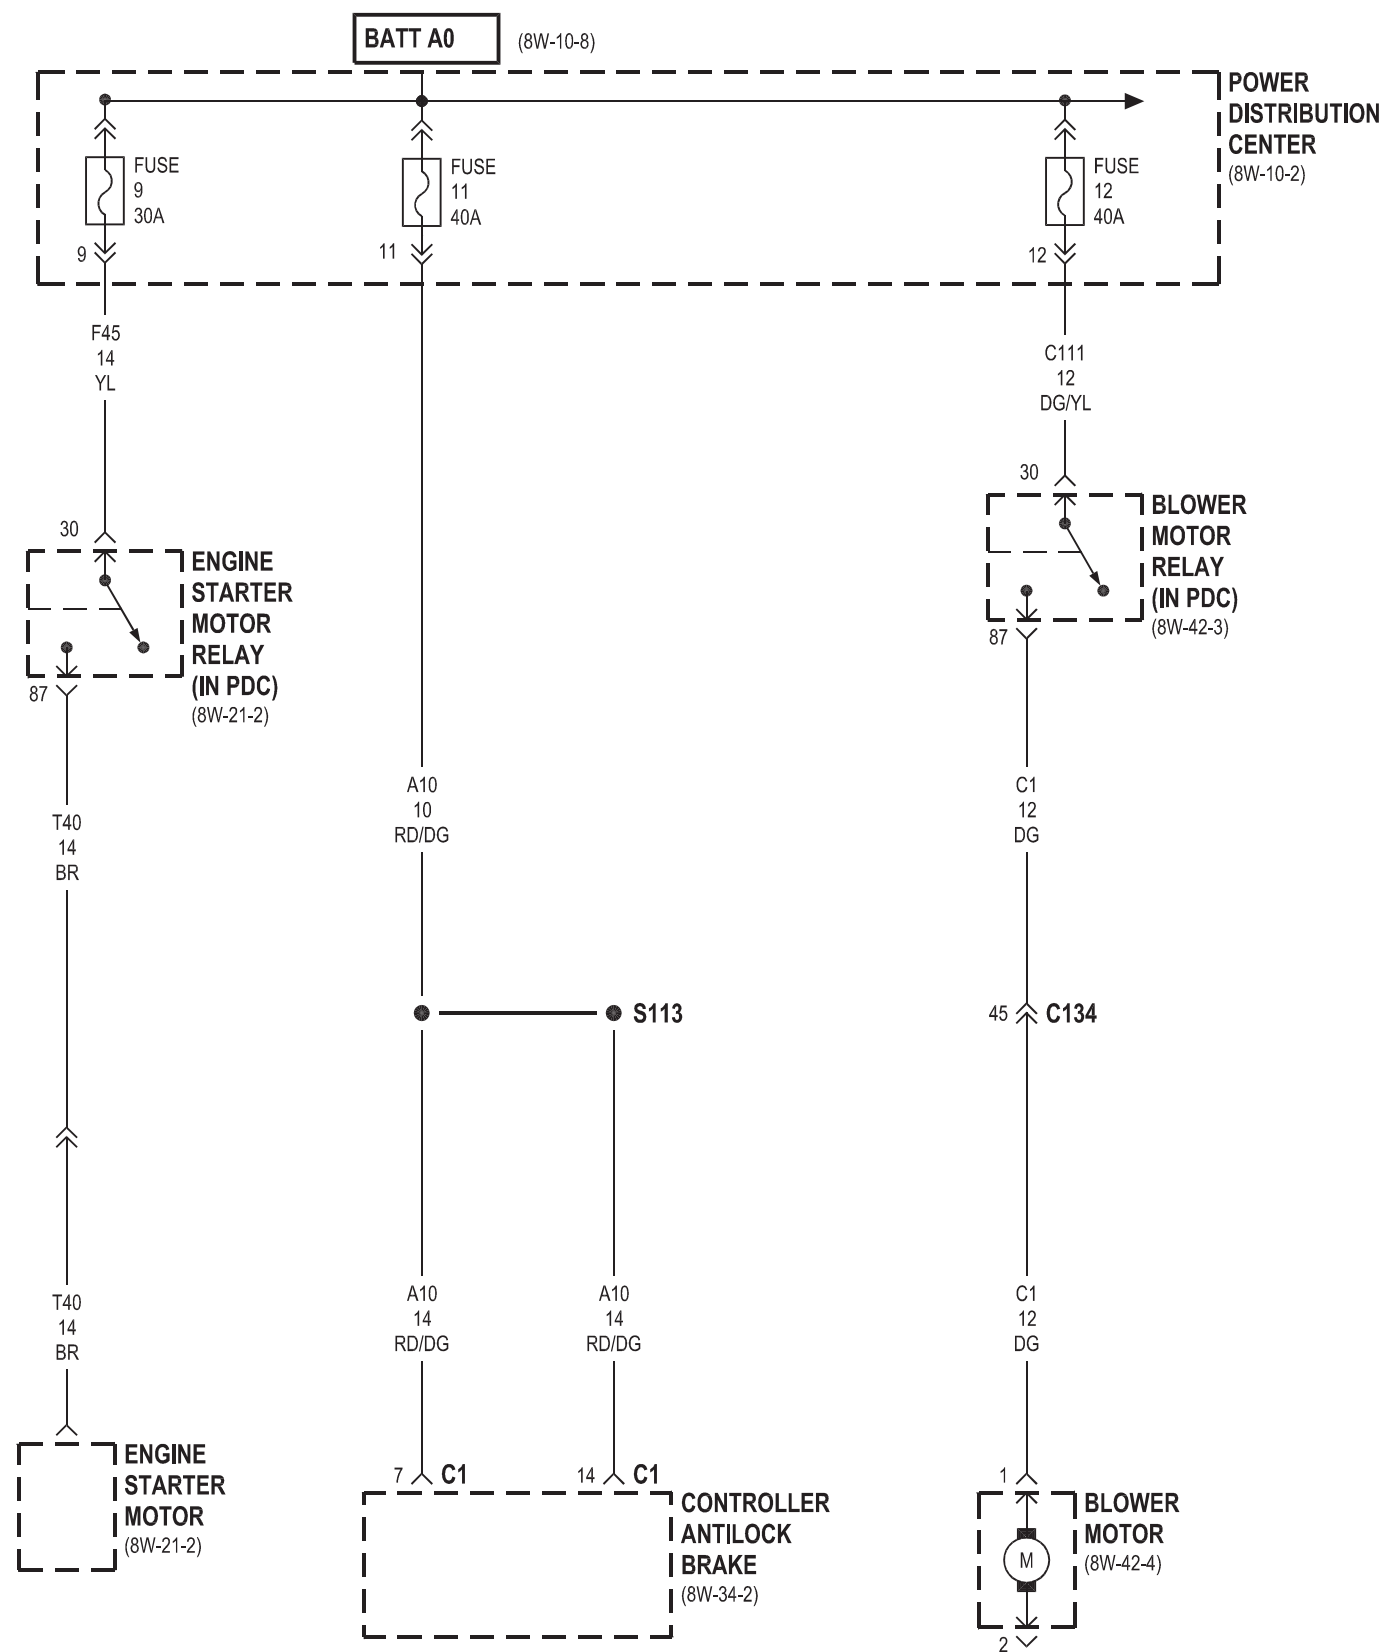 BATT A0
(8W-10-8)
POWER
DISTRIBUTION
CENTER
(8W-10-2)
FUSE
9
30A
9
FUSE
11
40A
11
FUSE
12
40A
12
F45
14
YL
C111
12
DG/YL
30
BLOWER
MOTOR
RELAY
(IN PDC)
(8W-42-3)
87
30
ENGINE
STARTER
MOTOR
RELAY
(IN PDC)
(8W-21-2)
87
A10
10
RD/DG
C1
12
DG
T40
14
BR
S113
45
C134
A10
14
RD/DG
A10
14
RD/DG
C1
12
DG
T40
14
BR
ENGINE
STARTER
MOTOR
(8W-21-2)
7
C1
14
C1
CONTROLLER
ANTILOCK
BRAKE
(8W-34-2)
1
BLOWER
MOTOR
(8W-42-4)
M
2